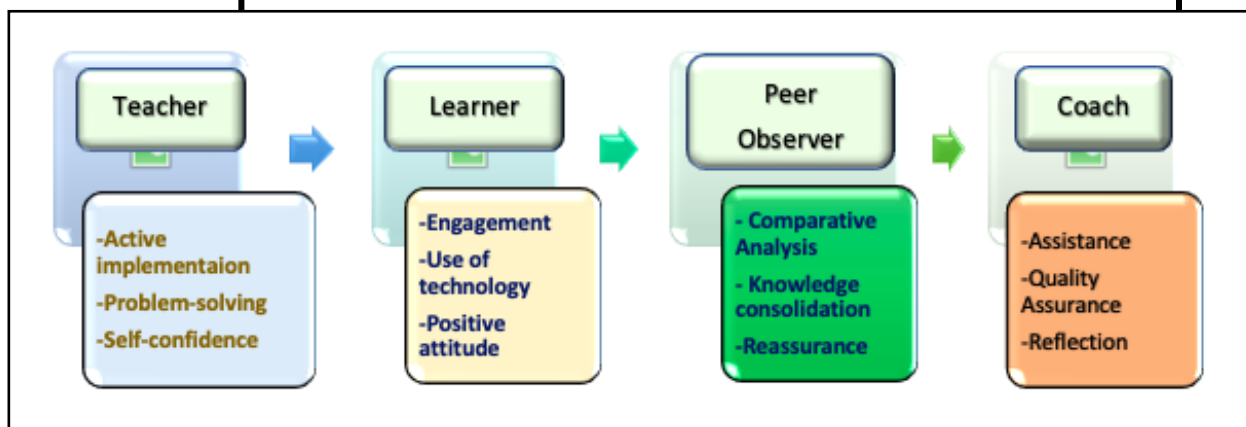 Teacher
-Active
implementaion
-Problem-solving
-Self-confidence
Learner
-Engagement
-Use of
technology
-Positive
attitude
Peer
Observer
- Comparative
Analysis
- Knowledge
consolidation
-Reassurance
Coach
-Assistance
-Quality
Assurance
-Reflection